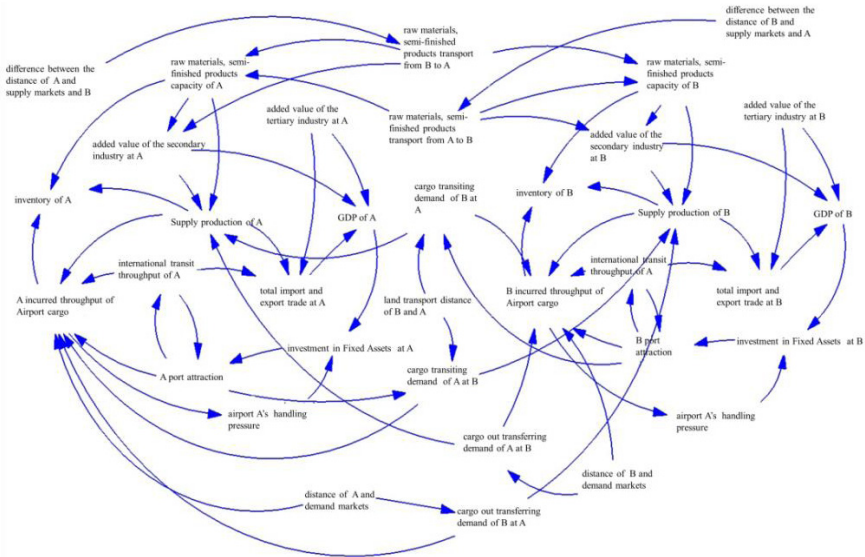 difference between the
distance of B and
supply markets and A
raw materials,
semi-finished
products transport
from B to A
difference between the
distance of A and
supply markets and B
raw materials, semi-
finished products
capacity of A
raw materials, semi-
finished products
capacity of B
added value of the
tertiary industry at A
raw materials, semi-
finished products
transport from A to B
added value of the
tertiary industry at B
added value of the secondary
industry at A
added value of the
secondary industry
at B
inventory of A
Supply production of A
GDP of A
cargo transiting
demand of B at
A
inventory of B
Supply production of B
GDP of B
international transit
throughput of A
international transit
throughput of A
A incurred throughput of
Airport cargo
total import and
export trade at A
land transport distance
of B and A
B incurred throughput of
Airport cargo
total import and
export trade at B
A port attraction
investment in Fixed Assets at A
cargo transiting
demand of A at B
B port
attraction
investment in Fixed Assets at B
airport A's handling
pressure
airport A's handling
pressure
cargo out transferring
demand of A at B
distance of B and
demand markets
distance of A and
demand markets
cargo out transferring
demand of B at A